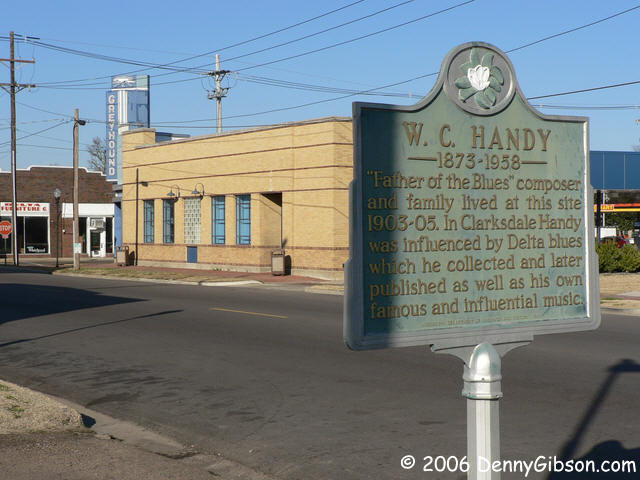 W. C. HANDY
1873-1958
"Father of the Blues" composer
and family lived at this site
1903-05. In Clarksdale Handy
was influenced by Delta blues
which he collected and later
published as well as his own
famous and influential music.
GREYHOUND
STOP
© 2006 DennyGibson.com